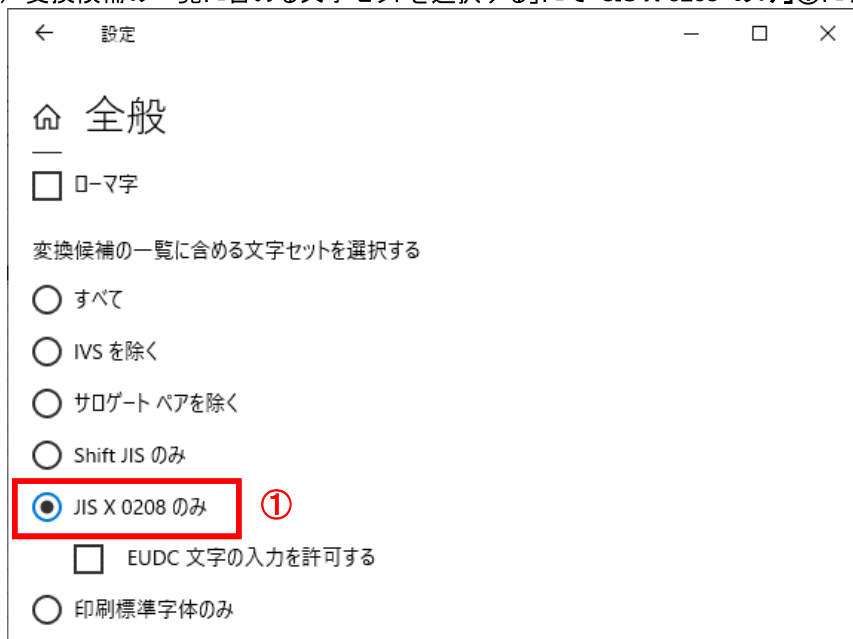 設定
全般
ローマ字
変換候補の一覧に含める文字セットを選択する
すべて
IVS を除く
サロゲート ペアを除く
Shift JIS のみ
JIS X 0208 のみ ①
EUDC 文字の入力を許可する
印刷標準字体のみ